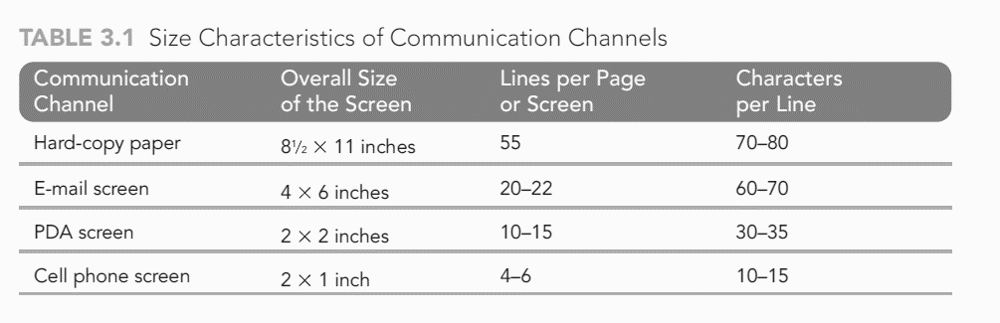 TABLE 3.1 Size Characteristics of Communication Channels
Communication Channel Overall Size of the Screen Lines per Page or Screen Characters per Line
Hard-copy paper 8½ × 11 inches 55 70–80
E-mail screen 4 × 6 inches 20–22 60–70
PDA screen 2 × 2 inches 10–15 30–35
Cell phone screen 2 × 1 inch 4–6 10–15